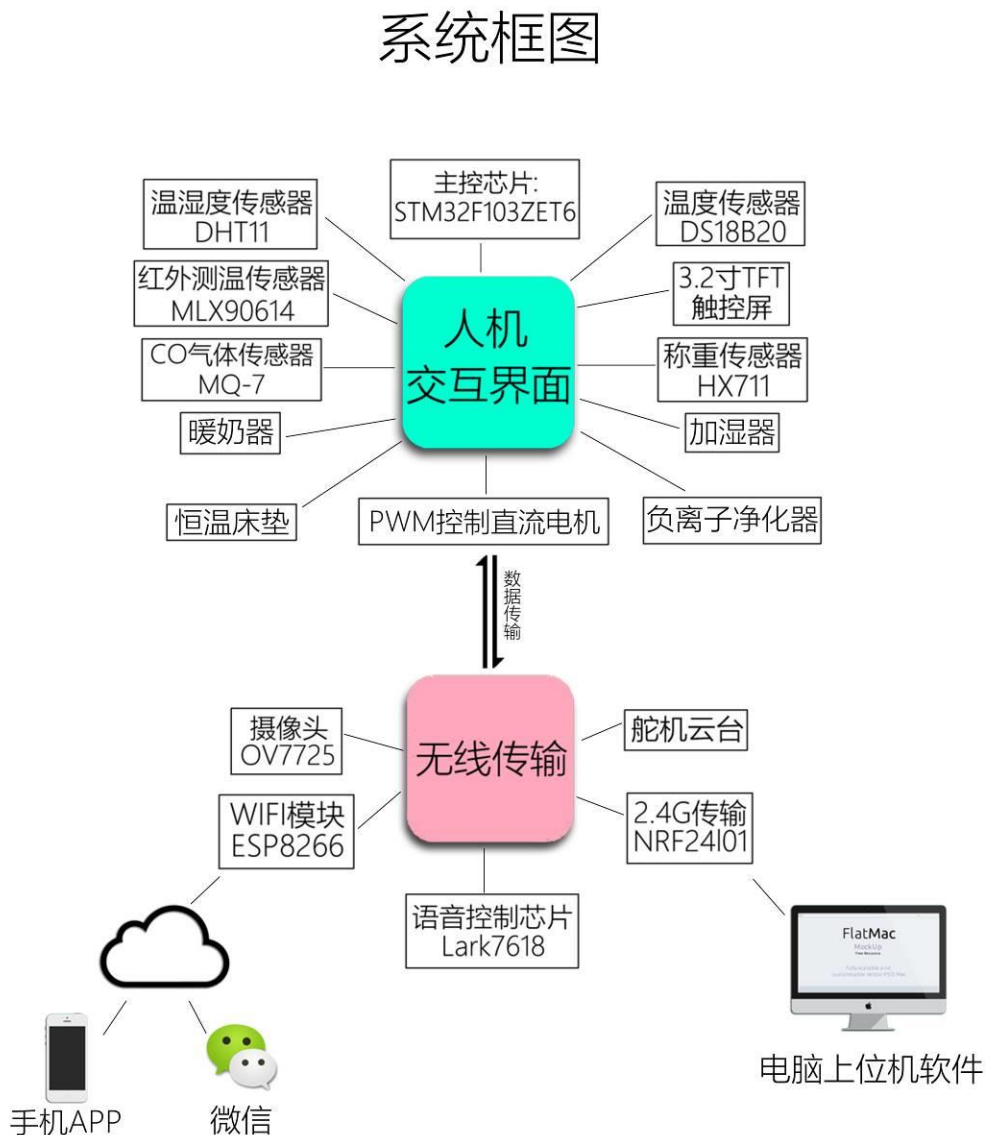 系统框图
主控芯片:
STM32F103ZET6
温湿度传感器
DHT11
温度传感器
DS18B20
红外测温传感器
MLX90614
3.2寸TFT
触控屏
人机
交互界面
CO气体传感器
MQ-7
称重传感器
HX711
暖奶器
加湿器
恒温床垫
PWM控制直流电机
负离子净化器
数据传输
摄像头
OV7725
舵机云台
无线传输
WIFI模块
ESP8266
2.4G传输
NRF24l01
语音控制芯片
Lark7618
FlatMac
MockUp
Free Resource
电脑上位机软件
手机APP
微信